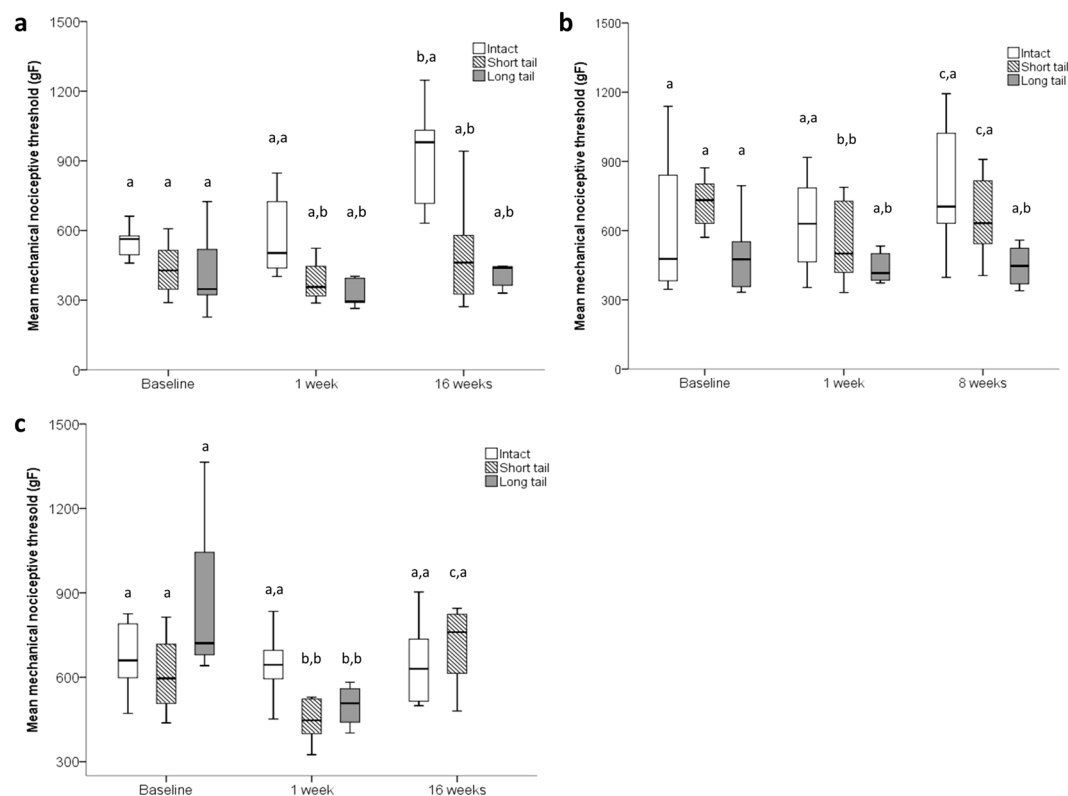 a
Mean mechanical nociceptive threshold (gF)
1500
1200
900
600
300
0
Intact
Short tail
Long tail
a
a
a
a,a
a,b
a,b
b,a
a,b
a,b
Baseline
1 week
16 weeks
b
Mean mechanical nociceptive threshold (gF)
1500
1200
900
600
300
0
Intact
Short tail
Long tail
a
a
a
a,a
b,b
a,b
c,a
c,a
a,b
Baseline
1 week
8 weeks
c
Mean mechanical nociceptive thresold (gF)
1500
1200
900
600
300
Intact
Short tail
Long tail
a
a
a
a,a
b,b
b,b
a,a
c,a
Baseline
1 week
16 weeks